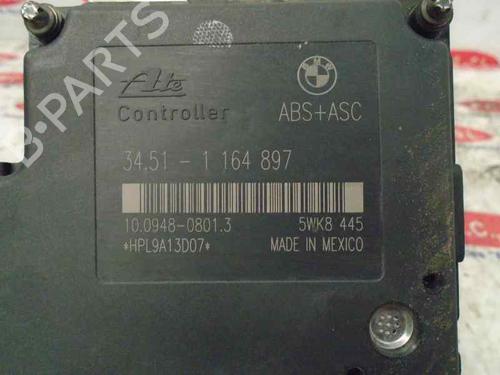 B-PARTS
Ate
BMW
Controller
ABS+ASC
34.51 - 1 164 897
10.0948-0801.3
5WK8 445
*HPL9A13D07*
MADE IN MEXICO